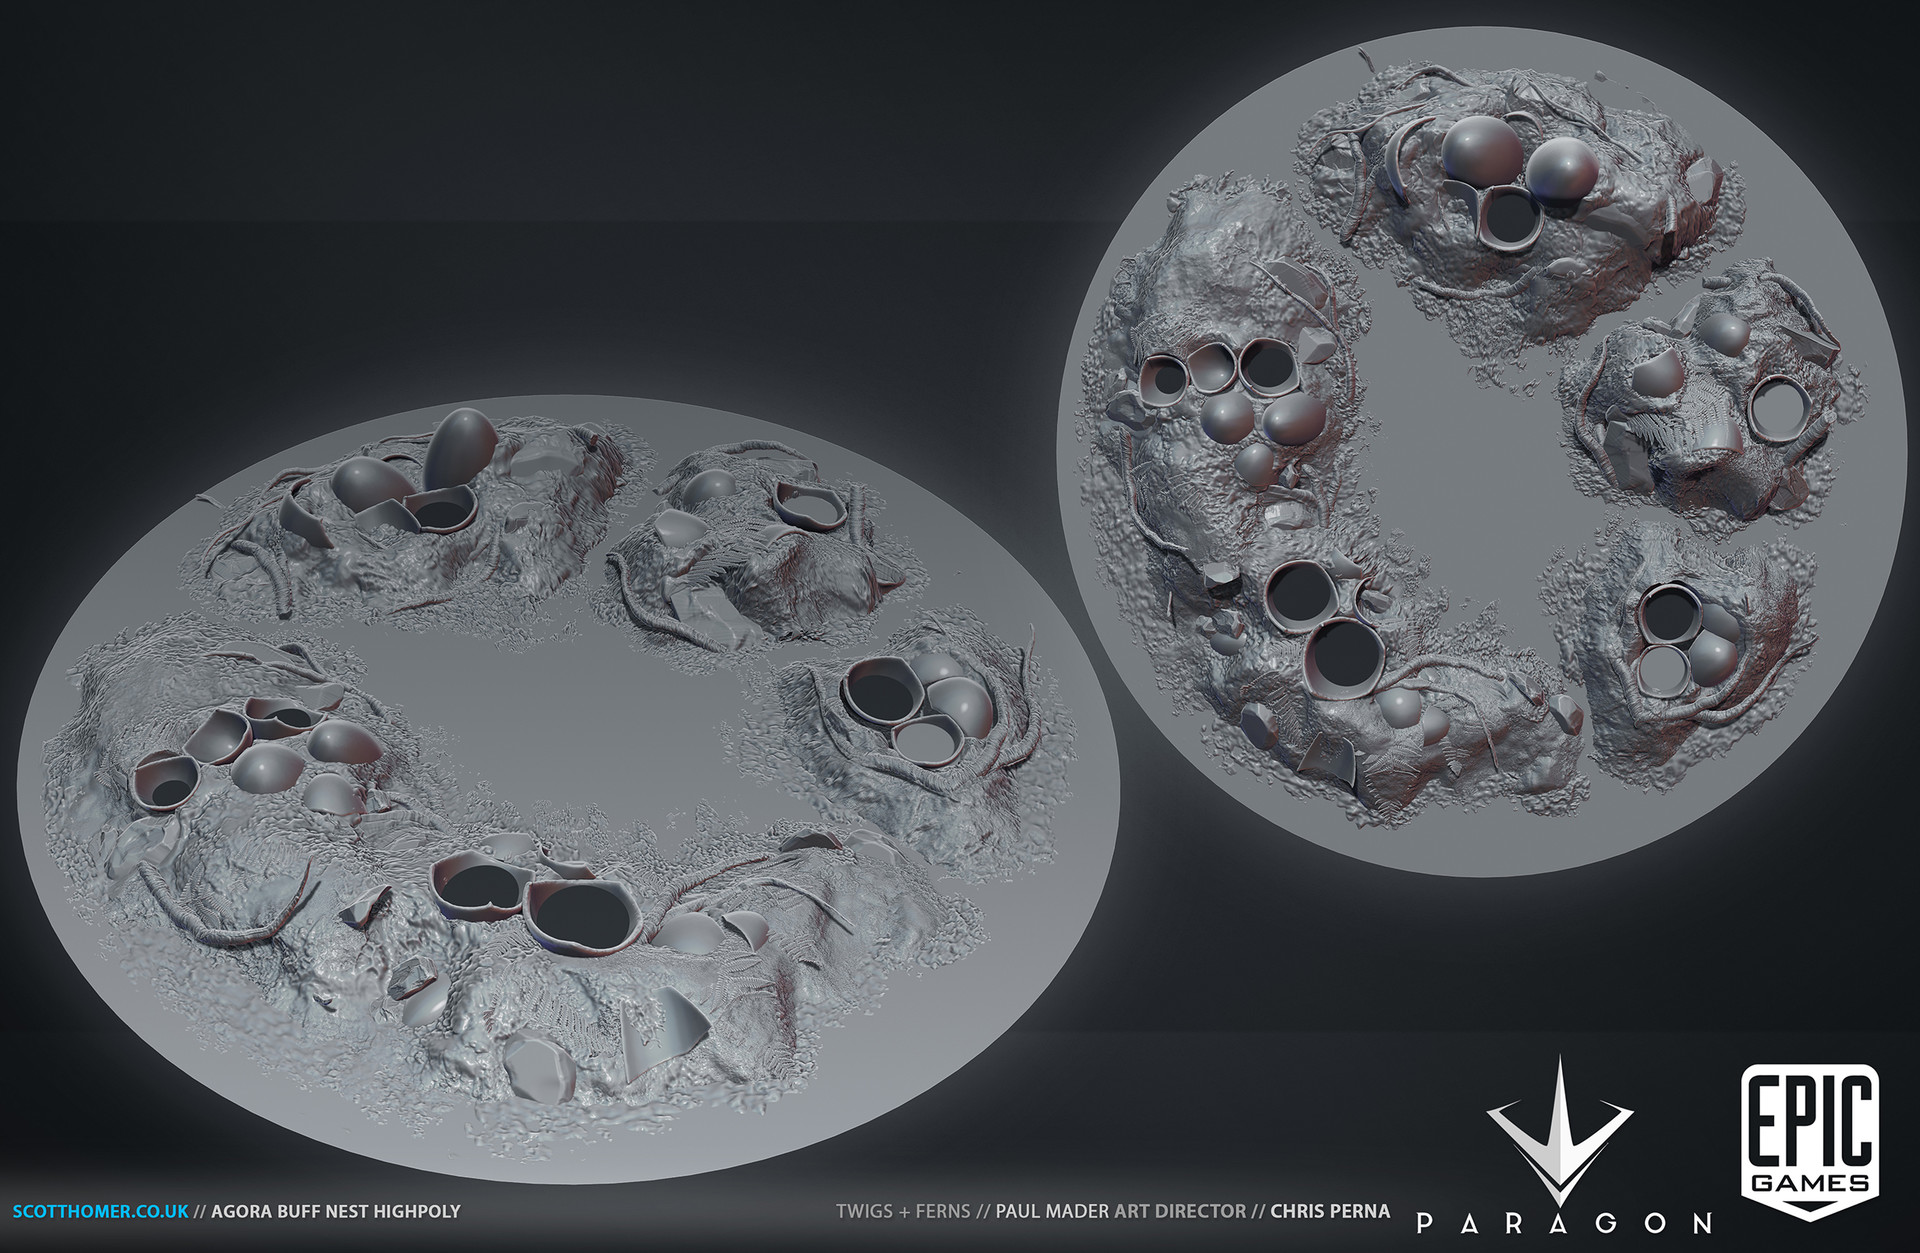 SCOTTHOMER.CO.UK // AGORA BUFF NEST HIGHPOLY
TWIGS + FERNS // PAUL MADER ART DIRECTOR // CHRIS PERNA
PARAGON
EPIC
GAMES